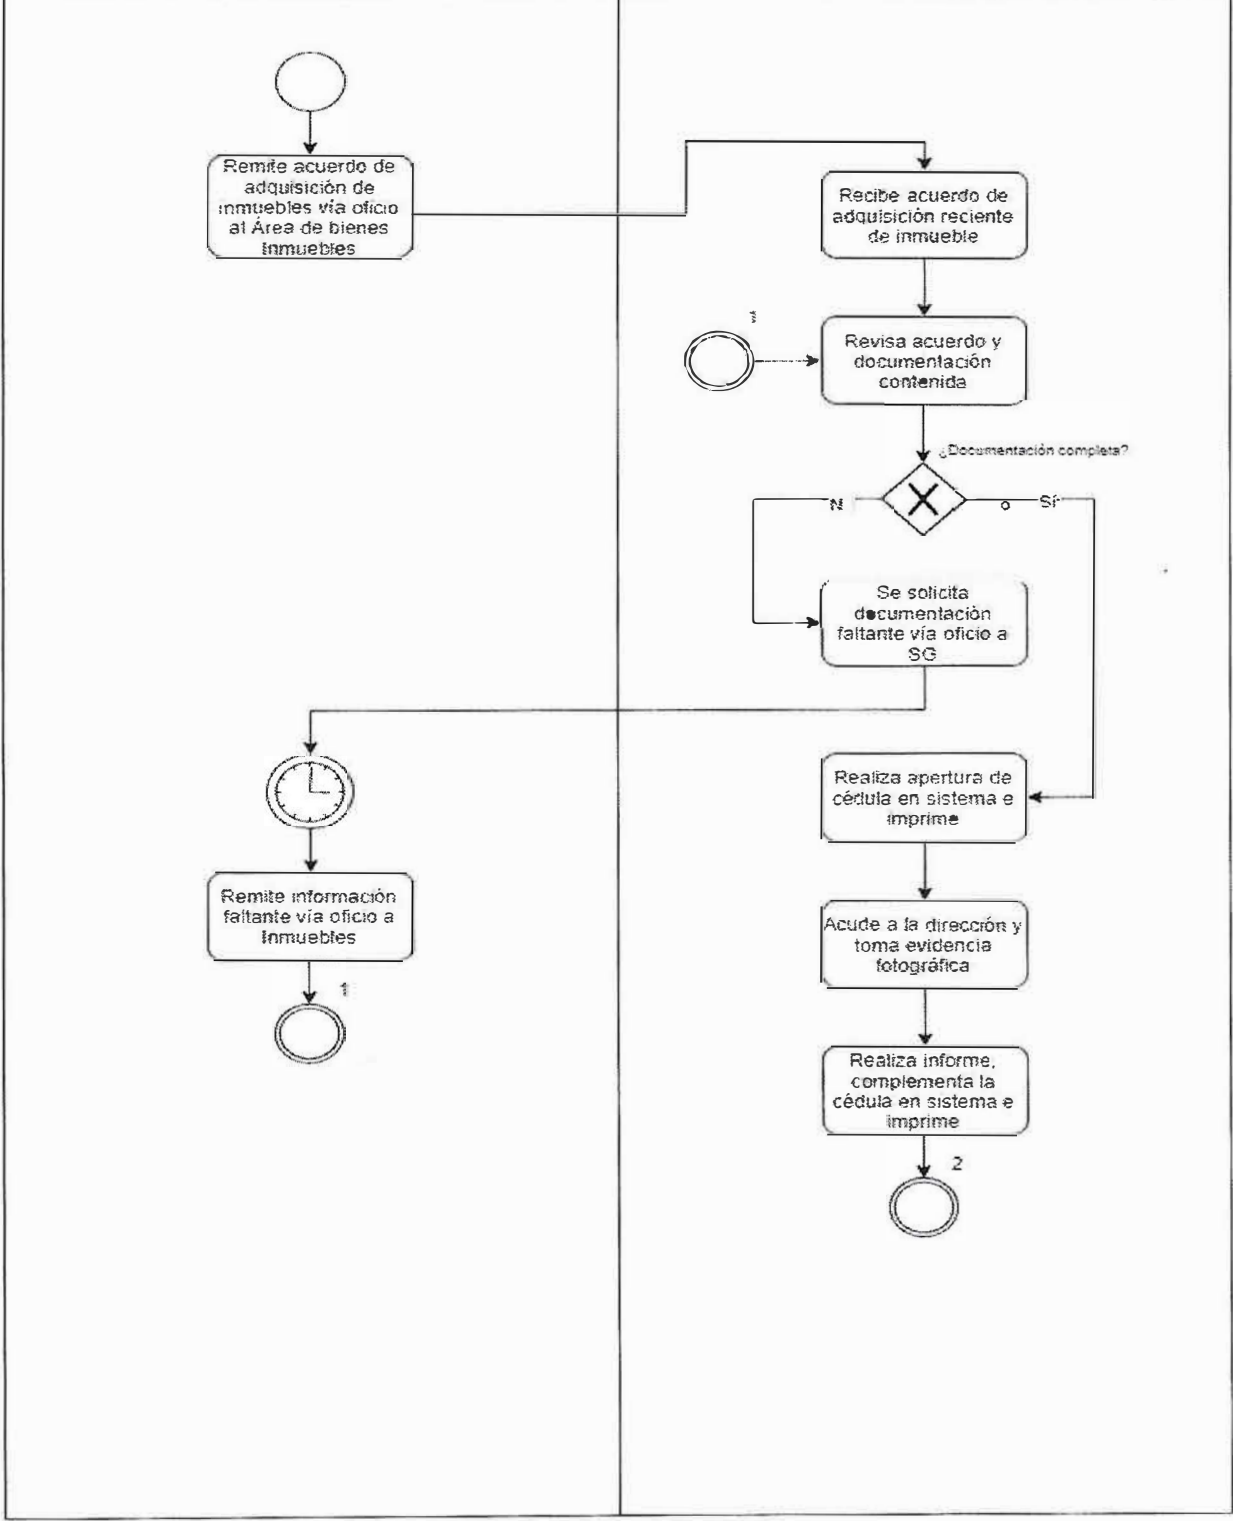 Remite acuerdo de
adquisición de
inmuebles vía oficio
al Área de bienes
Inmuebles
Recibe acuerdo de
adquisición reciente
de inmueble
Revisa acuerdo y
documentación
contenida
¿Documentación completa?
N
o
Sí
Se solicita
documentación
faltante vía oficio a
SG
Realiza apertura de
cédula en sistema e
imprime
Remite información
faltante vía oficio a
Inmuebles
1
Acude a la dirección y
toma evidencia
fotográfica
Realiza informe,
complementa la
cédula en sistema e
imprime
2